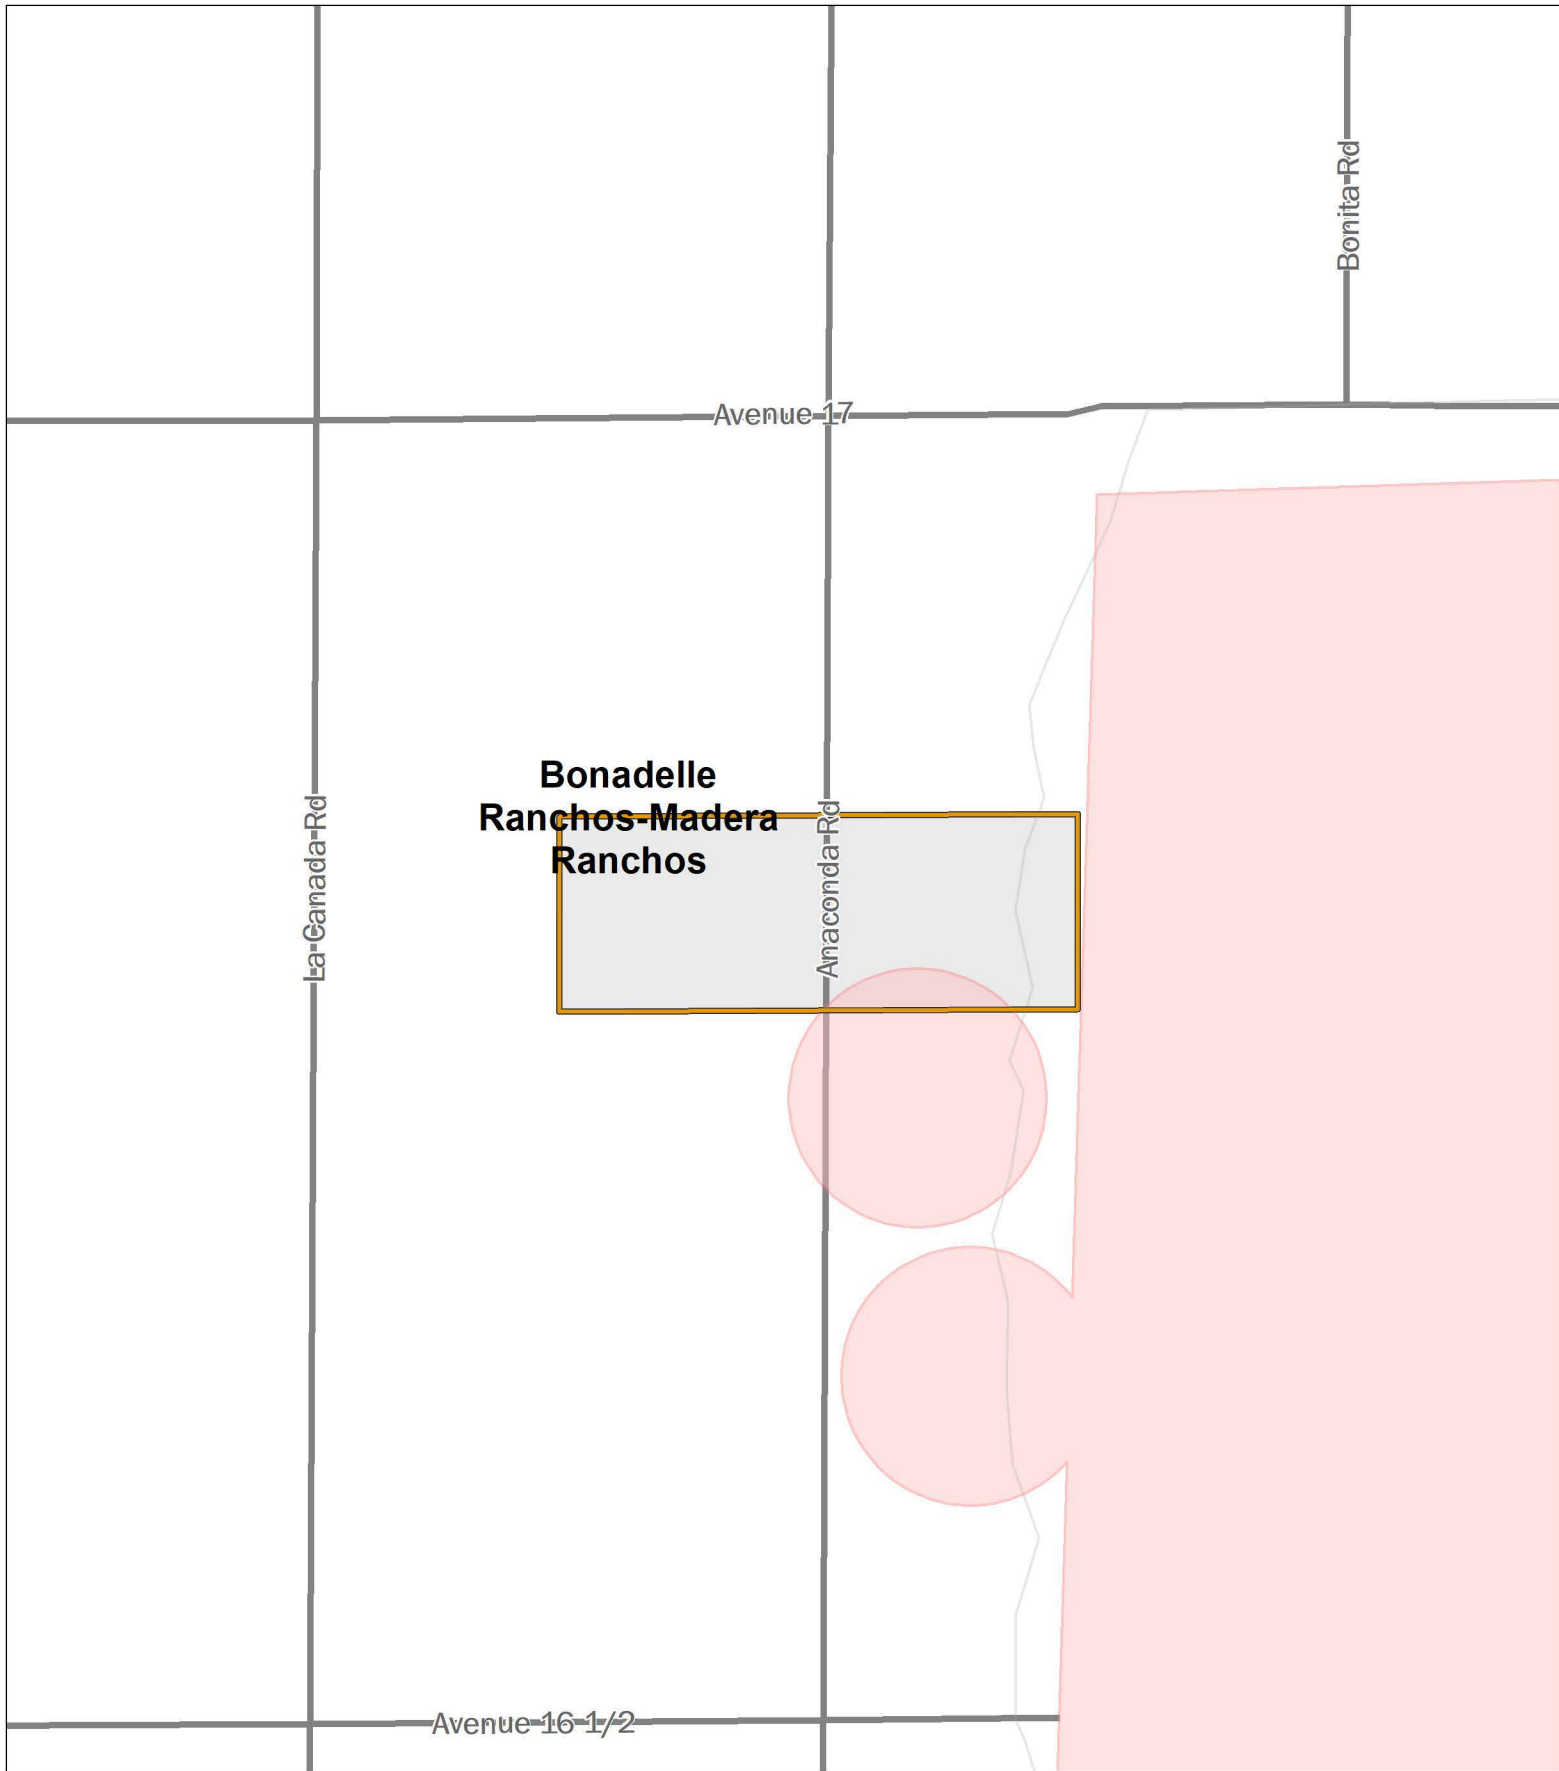 Bonita Rd
Avenue 17
Bonadelle
Ranchos-Madera
Ranchos
La Canada Rd
Anaconda Rd
Avenue 16 1/2